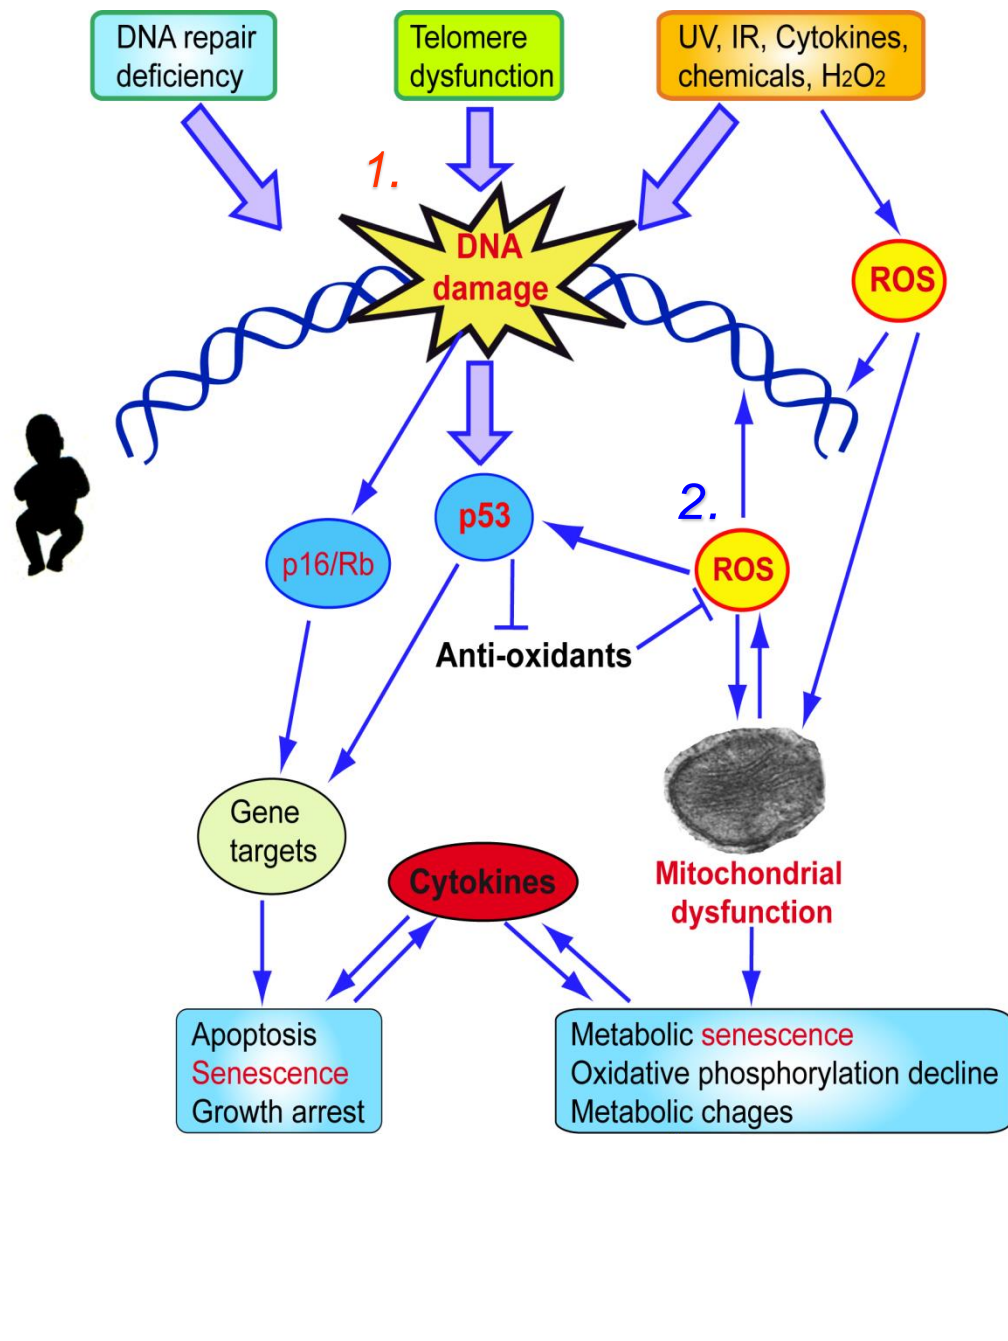 DNA repair
deficiency
Telomere
dysfunction
UV, IR, Cytokines,
chemicals, H2O2
1.
DNA
damage
ROS
p53
2.
p16/Rb
ROS
Anti-oxidants
Gene
targets
Cytokines
Mitochondrial
dysfunction
Apoptosis
Senescence
Growth arrest
Metabolic senescence
Oxidative phosphorylation decline
Metabolic chages